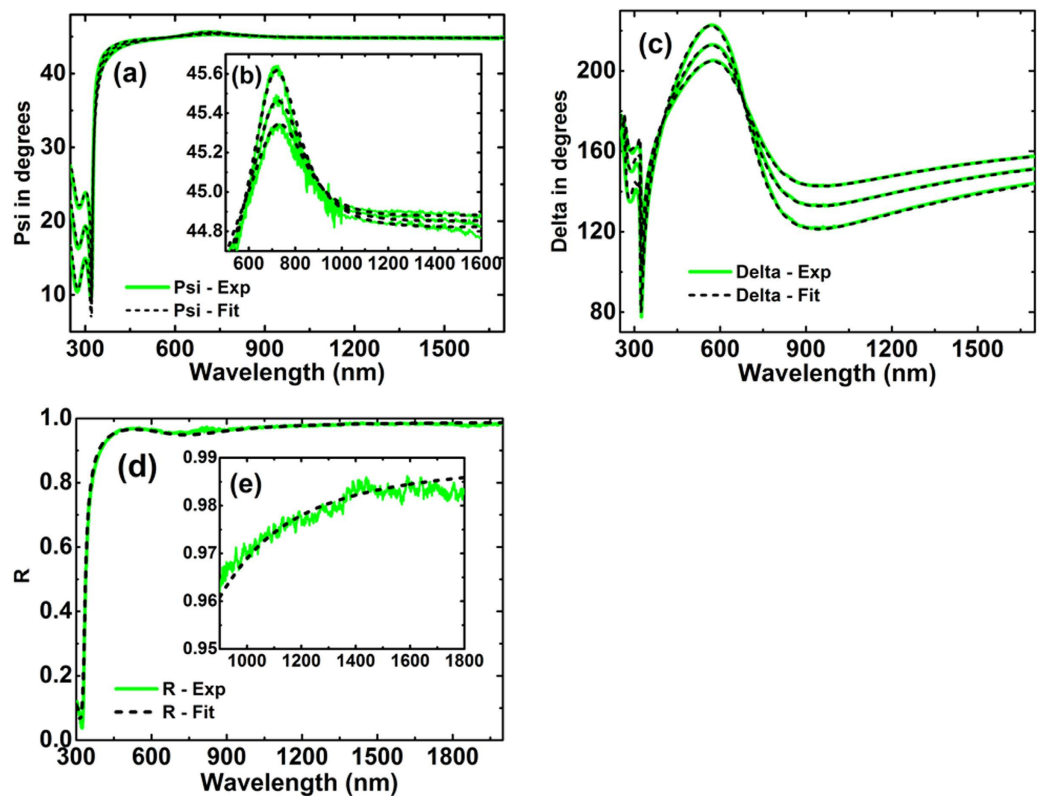 (a)
(b)
45.6
45.4
45.2
45.0
44.8
600 800 1000 1200 1400 1600
Psi in degrees
40
30
20
10
Psi - Exp
Psi - Fit
300 600 900 1200 1500
Wavelength (nm)
(c)
Delta in degrees
200
160
120
80
Delta - Exp
Delta - Fit
300 600 900 1200 1500
Wavelength (nm)
(d)
R
1.0
0.8
0.6
0.4
0.2
0.0
(e)
0.99
0.98
0.97
0.96
0.95
1000 1200 1400 1600 1800
R - Exp
R - Fit
300 600 900 1200 1500 1800
Wavelength (nm)